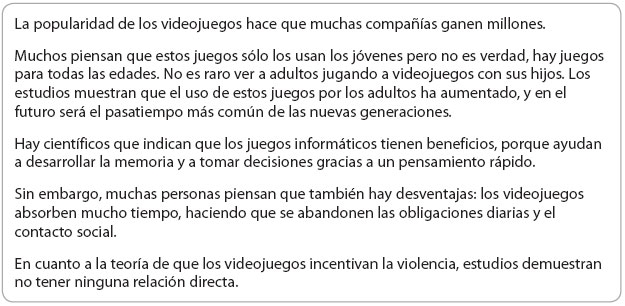 La popularidad de los videojuegos hace que muchas compañías ganen millones.
Muchos piensan que estos juegos sólo los usan los jóvenes pero no es verdad, hay juegos
para todas las edades. No es raro ver a adultos jugando a videojuegos con sus hijos. Los
estudios muestran que el uso de estos juegos por los adultos ha aumentado, y en el
futuro será el pasatiempo más común de las nuevas generaciones.
Hay científicos que indican que los juegos informáticos tienen beneficios, porque ayudan
a desarrollar la memoria y a tomar decisiones gracias a un pensamiento rápido.
Sin embargo, muchas personas piensan que también hay desventajas: los videojuegos
absorben mucho tiempo, haciendo que se abandonen las obligaciones diarias y el
contacto social.
En cuanto a la teoría de que los videojuegos incentivan la violencia, estudios demuestran
no tener ninguna relación directa.